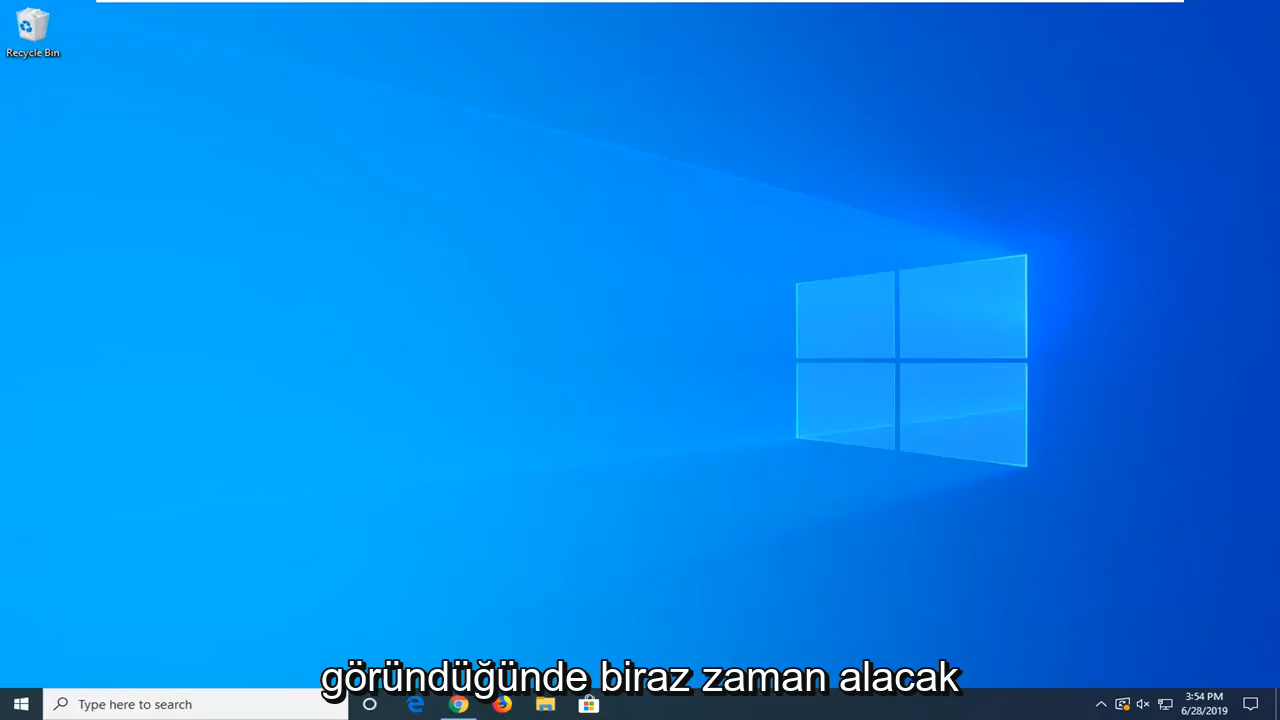 Recycle Bin
göründüğünde biraz zaman alacak
Type here to search
3:54 PM
6/28/2019